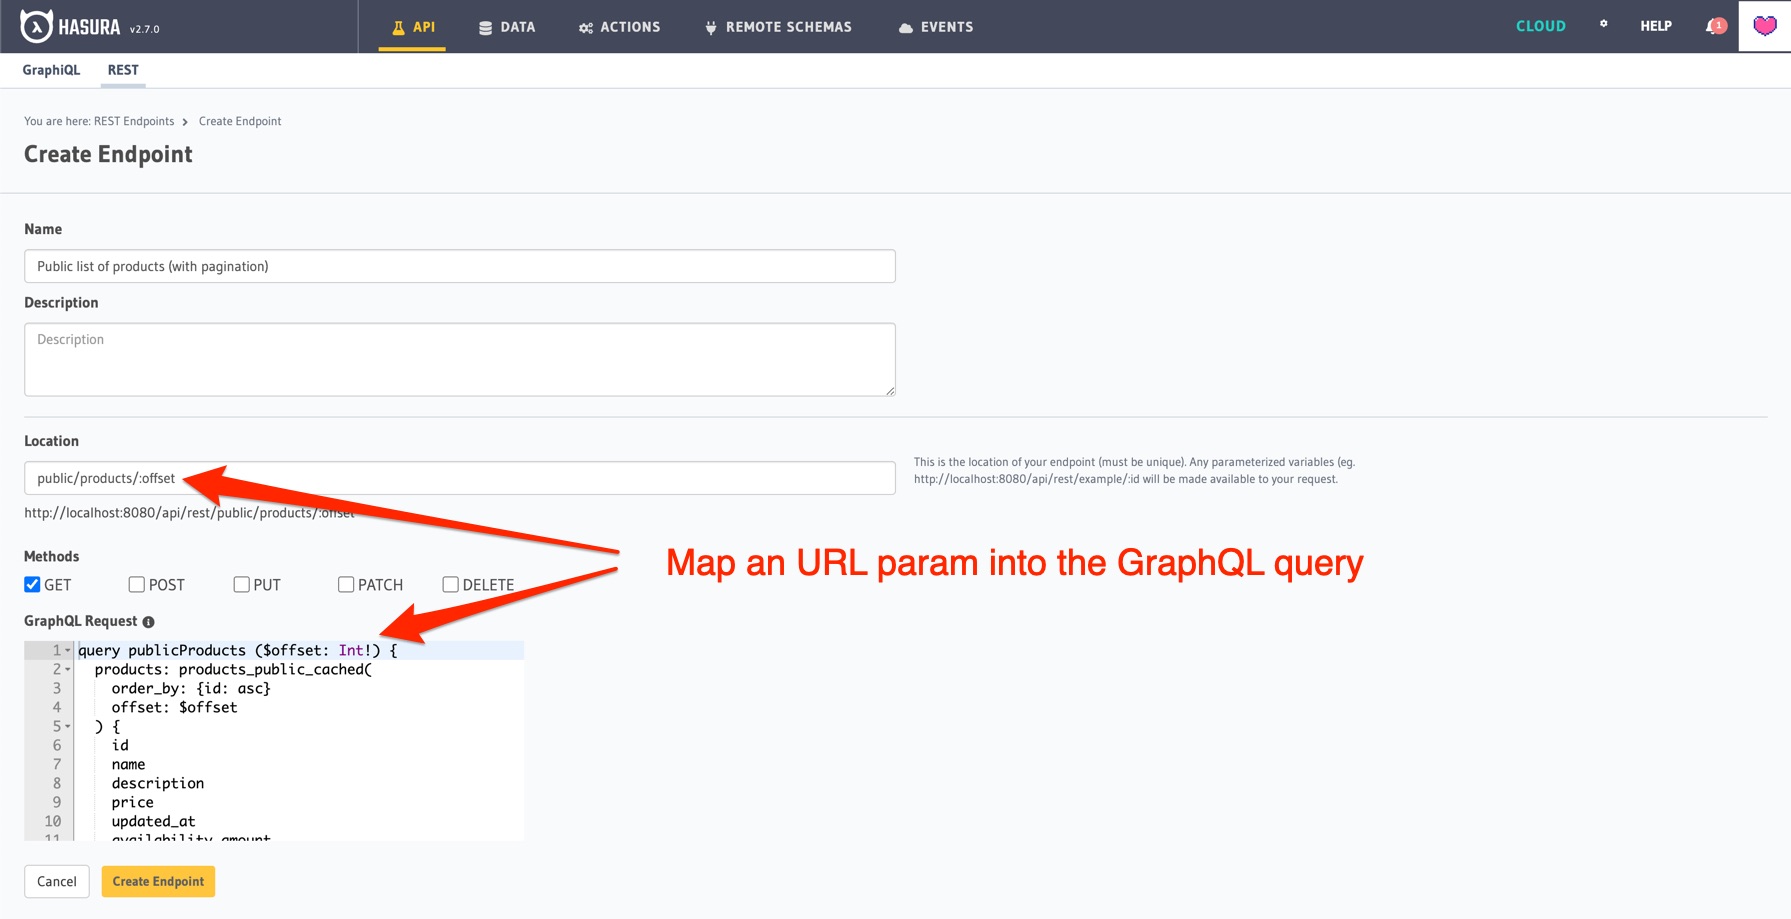 HASURA v2.7.0
API
DATA
ACTIONS
REMOTE SCHEMAS
EVENTS
CLOUD
HELP
1
GraphiQL
REST
You are here: REST Endpoints > Create Endpoint
Create Endpoint
Name
Public list of products (with pagination)
Description
Description
Location
public/products/:offset
This is the location of your endpoint (must be unique). Any parameterized variables (eg.
http://localhost:8080/api/rest/example/:id will be made available to your request.
http://localhost:8080/api/rest/public/products/:offset
Map an URL param into the GraphQL query
Methods
GET
POST
PUT
PATCH
DELETE
GraphQL Request
1 query publicProducts ($offset: Int!) {
2 products: products_public_cached(
3 order_by: {id: asc}
4 offset: $offset
5 ) {
6 id
7 name
8 description
9 price
10 updated_at
11 availability_amount
Cancel
Create Endpoint